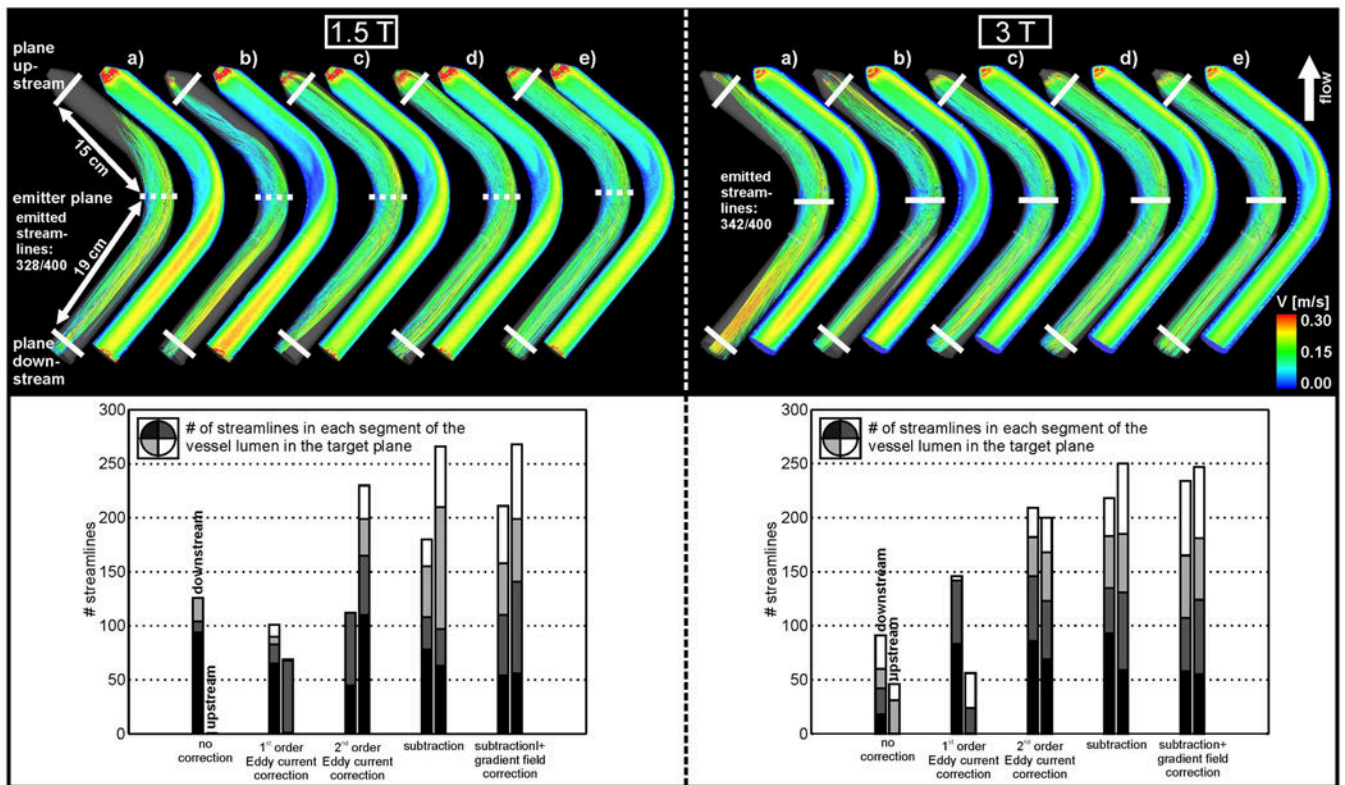 1.5 T
plane
up-
stream
a)
b)
c)
d)
e)
15 cm
emitter plane
emitted
stream-
lines:
328/400
19 cm
plane
down-
stream
3 T
a)
b)
c)
d)
e)
flow
emitted
stream-
lines:
342/400
V [m/s]
0.30
0.15
0.00
300
250
200
150
100
50
0
# streamlines
# of streamlines in each segment of the
vessel lumen in the target plane
downstream
upstream
no
correction
1st order
Eddy current
correction
2nd order
Eddy current
correction
subtraction
subtractionl+
gradient field
correction
300
250
200
150
100
50
0
# streamlines
# of streamlines in each segment of the
vessel lumen in the target plane
downstream
upstream
no
correction
1st order
Eddy current
correction
2nd order
Eddy current
correction
subtraction
subtraction+
gradient field
correction